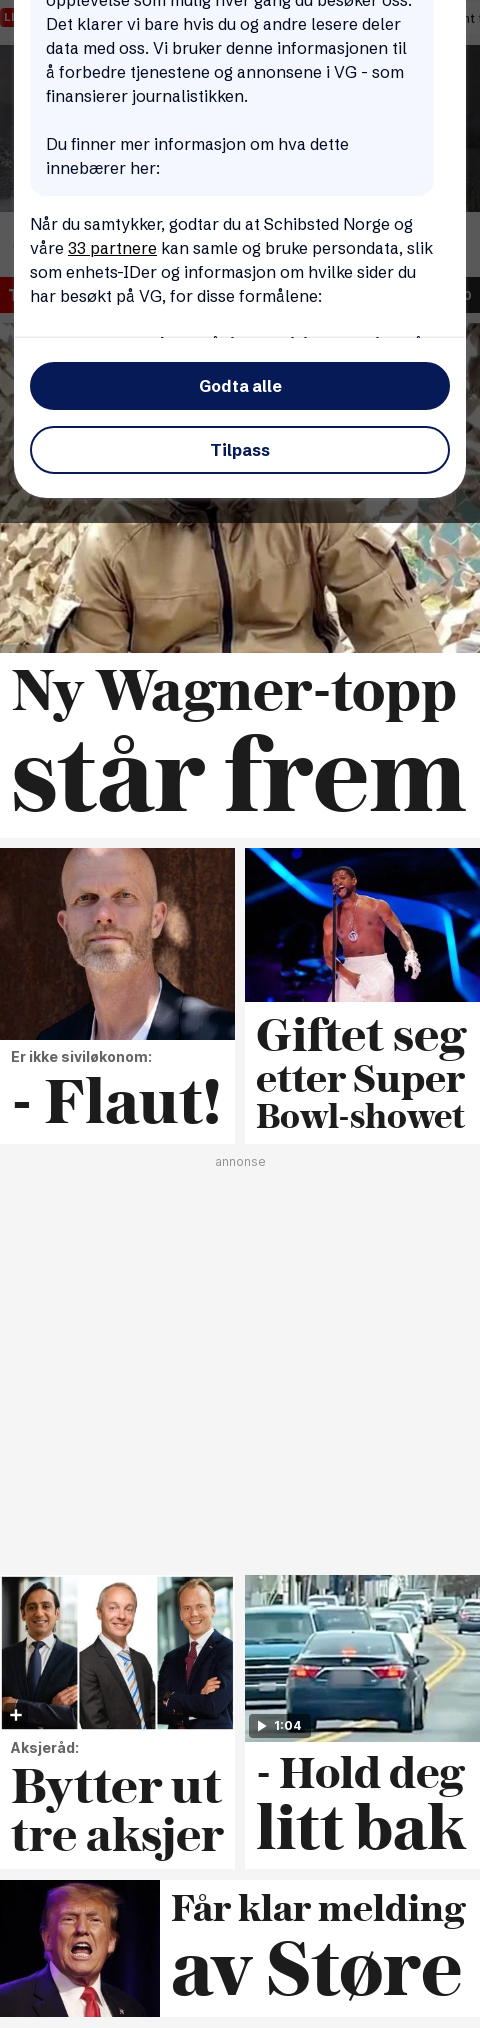 opplevelse som mulig hver gang du besøker oss.
Det klarer vi bare hvis du og andre lesere deler
data med oss. Vi bruker denne informasjonen til
å forbedre tjenestene og annonsene i VG - som
finansierer journalistikken.
Du finner mer informasjon om hva dette
innebærer her:
Når du samtykker, godtar du at Schibsted Norge og
våre 33 partnere kan samle og bruke persondata, slik
som enhets-IDer og informasjon om hvilke sider du
har besøkt på VG, for disse formålene:
Godta alle
Tilpass
Ny Wagner-topp
står frem
Er ikke siviløkonom:
- Flaut!
Giftet seg
etter Super
Bowl-showet
annonse
Aksjeråd:
Bytter ut
tre aksjer
1:04
- Hold deg
litt bak
Får klar melding
av Støre